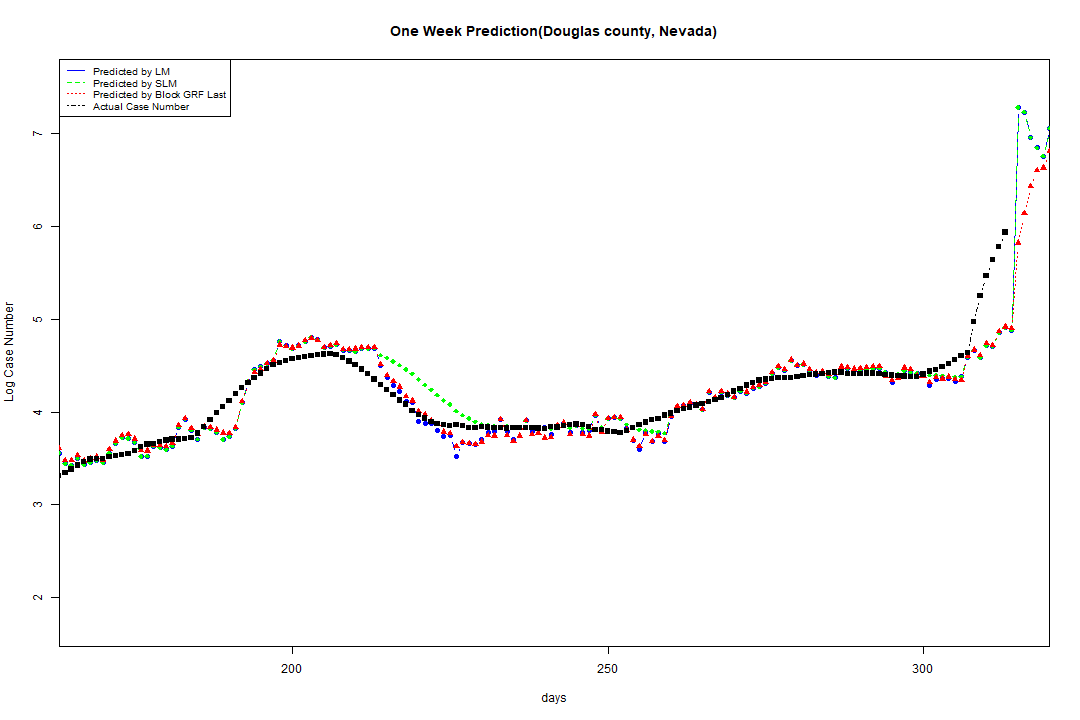 One Week Prediction(Douglas county, Nevada)
Predicted by LM
Predicted by SLM
Predicted by Block GRF Last
Actual Case Number
7
6
5
4
3
2
Log Case Number
200
250
300
days